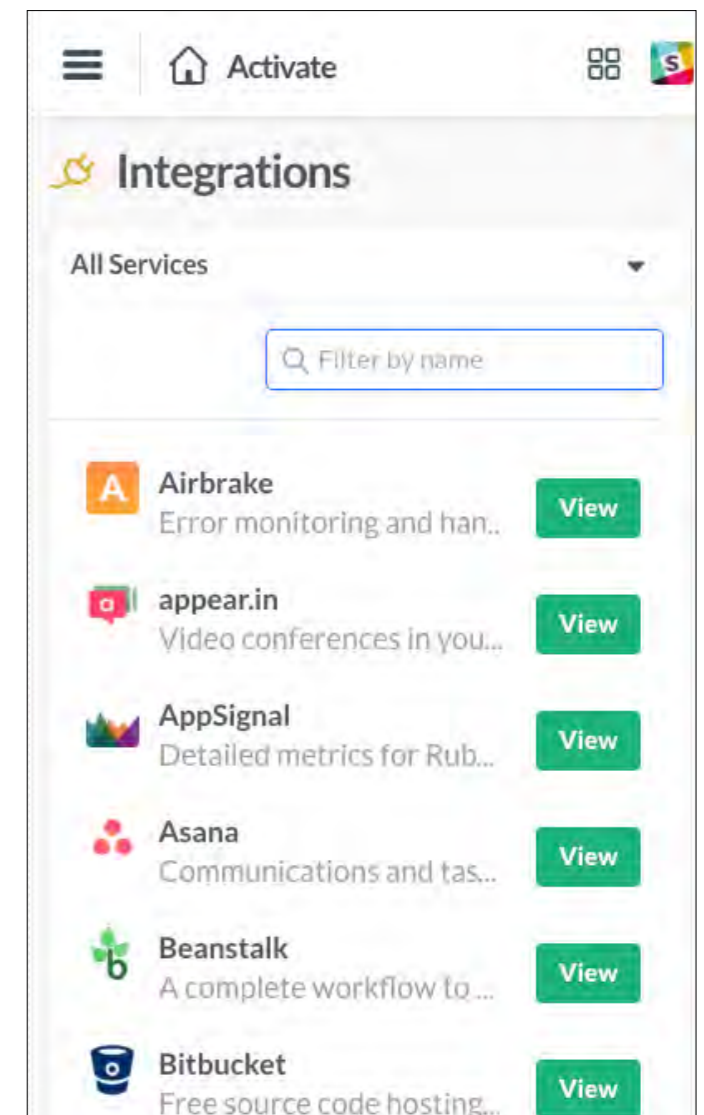 Activate
S
Integrations
All Services
Filter by name
A
Airbrake
Error monitoring and han..
View
a
appear.in
Video conferences in you...
View
AppSignal
Detailed metrics for Rub...
View
Asana
Communications and tas...
View
b
Beanstalk
A complete workflow to ...
View
Bitbucket
Free source code hosting...
View